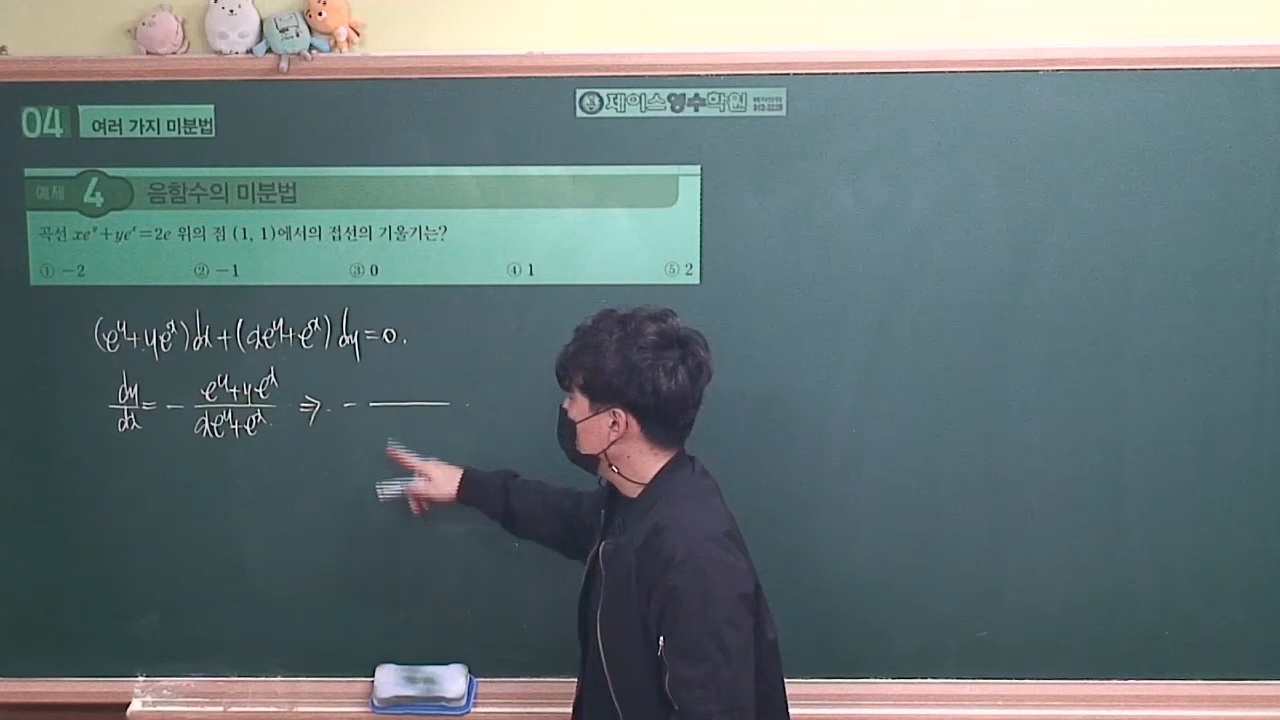 04 여러 가지 미분법
제이스영수학원
예제 4 음함수의 미분법
곡선 xe^y+ye^x=2e 위의 점 (1, 1)에서의 접선의 기울기는?
① −2 ② −1 ③ 0 ④ 1 ⑤ 2
(e^y+ye^x)dx+(xe^y+e^x)dy=0.
dy/dx = − (e^y+ye^x)/(xe^y+e^x) ⇒ −